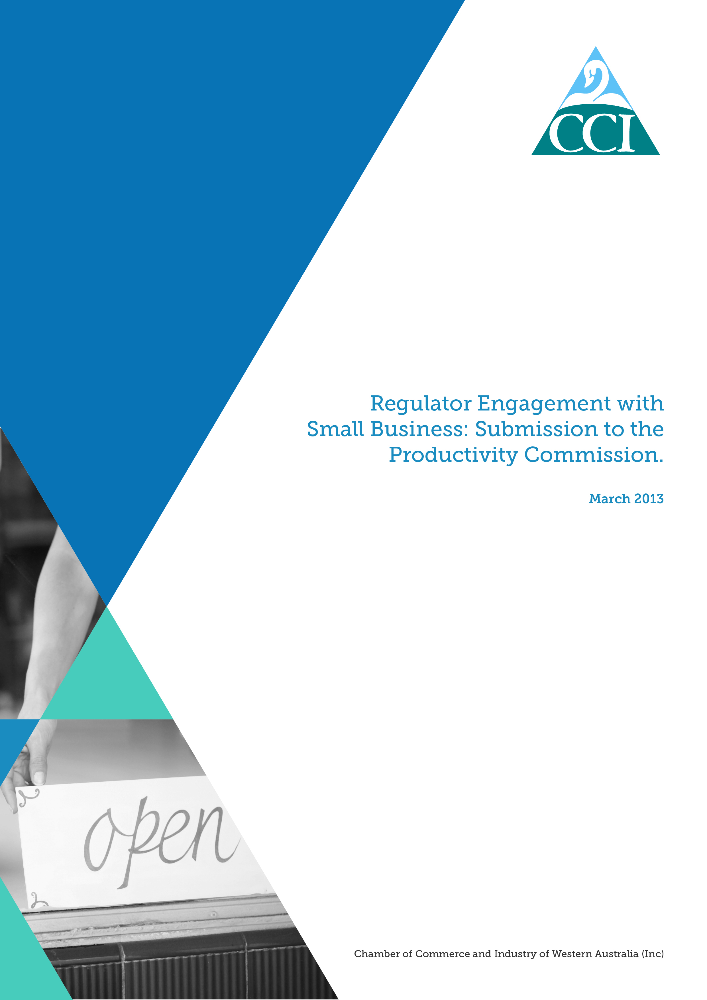 CCI
Regulator Engagement with
Small Business: Submission to the
Productivity Commission.
March 2013
open
Chamber of Commerce and Industry of Western Australia (Inc)